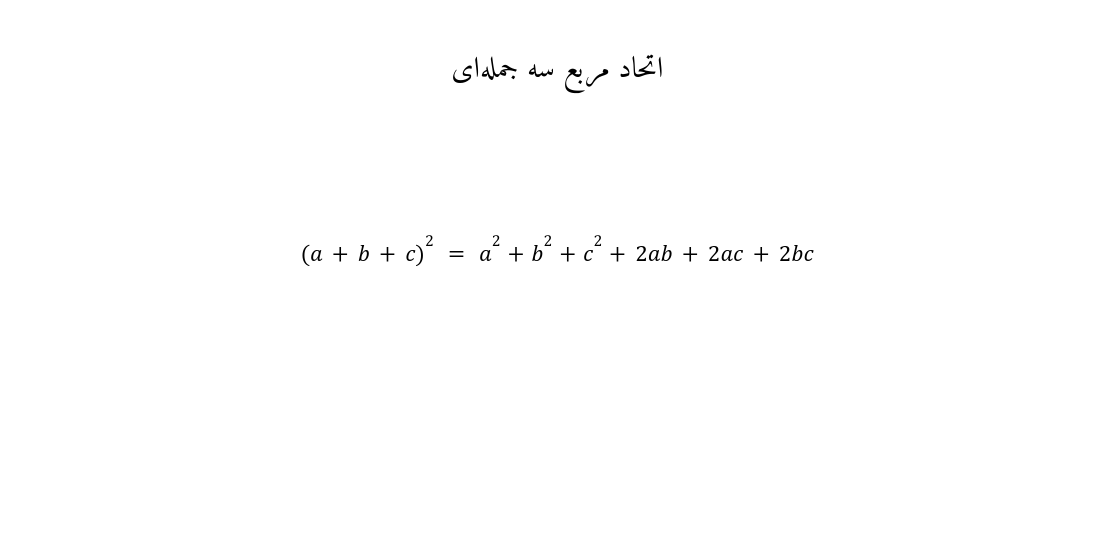 اتحاد مربع سه جمله‌ای
(a + b + c)² = a² + b² + c² + 2ab + 2ac + 2bc